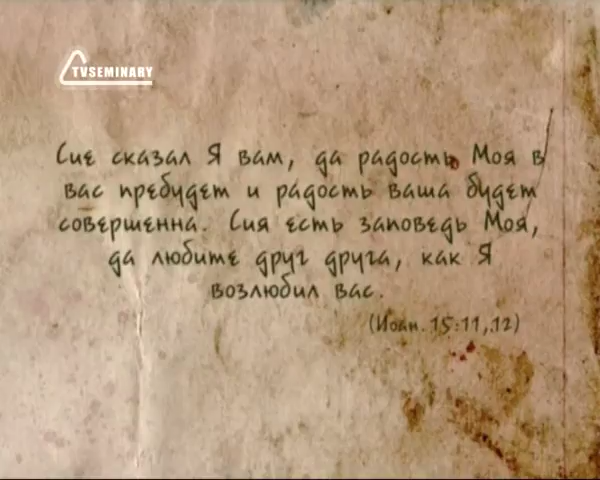 TVSEMINARY
Сие сказал Я вам, да радость Моя в
вас пребудет и радость ваша будет
совершенна. Сия есть заповедь Моя,
да любите друг друга, как Я
возлюбил вас.
(Иоан. 15:11,12)